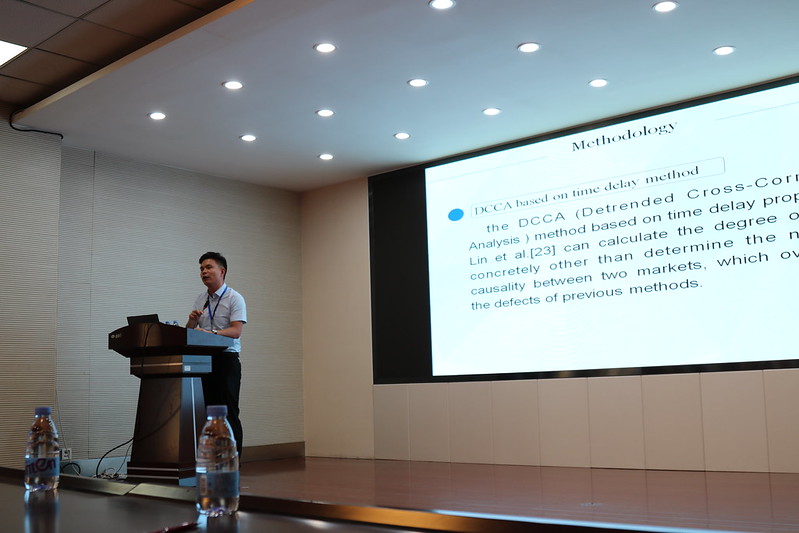 Methodology
DCCA based on time delay method
the DCCA (Detrended Cross-Corr
Analysis ) method based on time delay prop
Lin et al.[23] can calculate the degree o
concretely other than determine the n
causality between two markets, which ov
the defects of previous methods.